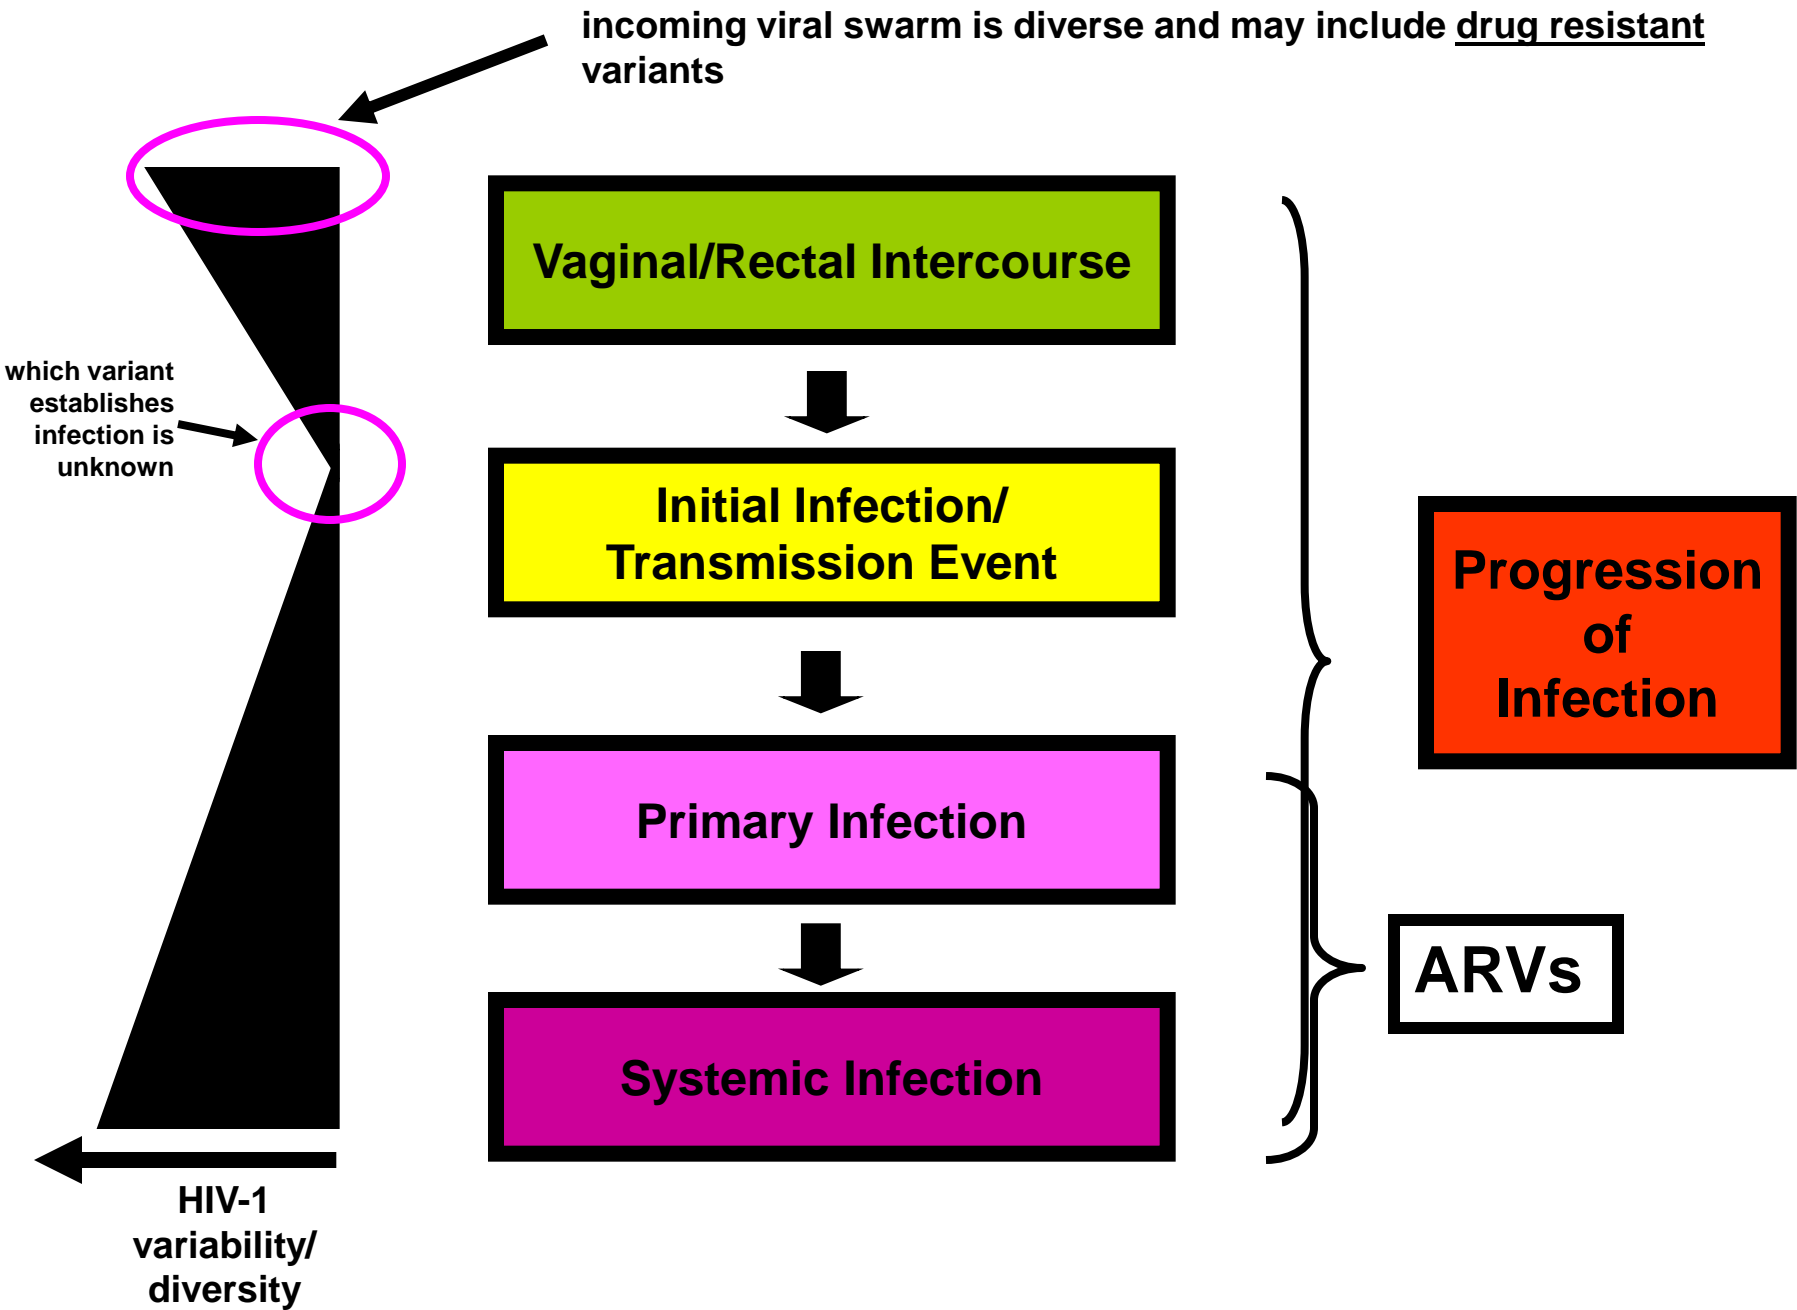 incoming viral swarm is diverse and may include drug resistant
variants
Vaginal/Rectal Intercourse
which variant
establishes
infection is
unknown
Initial Infection/
Transmission Event
Progression
of
Infection
Primary Infection
ARVs
Systemic Infection
HIV-1
variability/
diversity